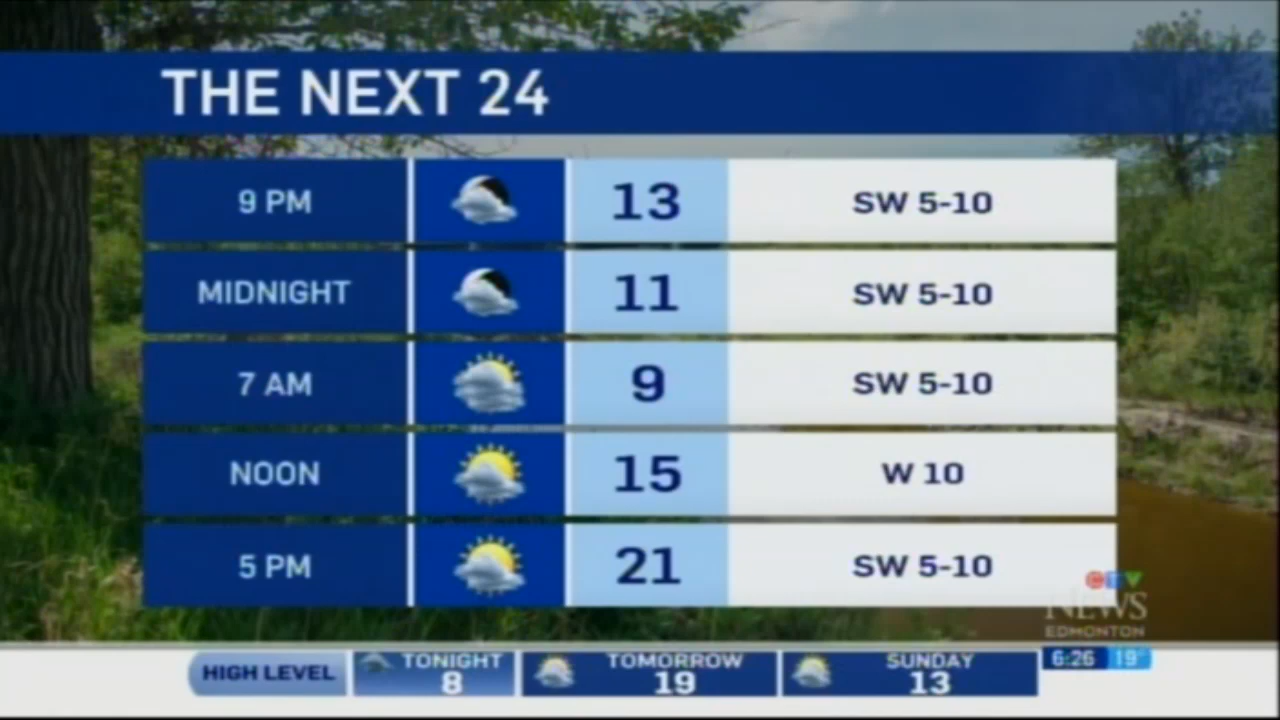 THE NEXT 24
9 PM 13 SW 5-10
MIDNIGHT 11 SW 5-10
7 AM 9 SW 5-10
NOON 15 W 10
5 PM 21 SW 5-10
CTV
NEWS
EDMONTON
HIGH LEVEL
TONIGHT
8
TOMORROW
19
SUNDAY
13
6:26 19°